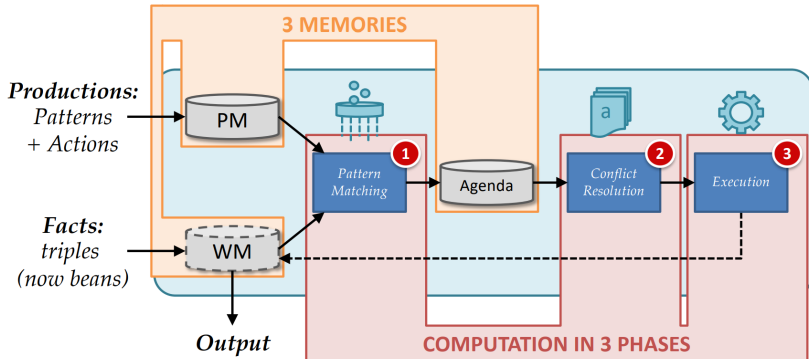 3 MEMORIES
Productions:
Patterns
+ Actions
PM
a
1
2
3
Pattern
Matching
Agenda
Conflict
Resolution
Execution
Facts:
triples
(now beans)
WM
Output
COMPUTATION IN 3 PHASES